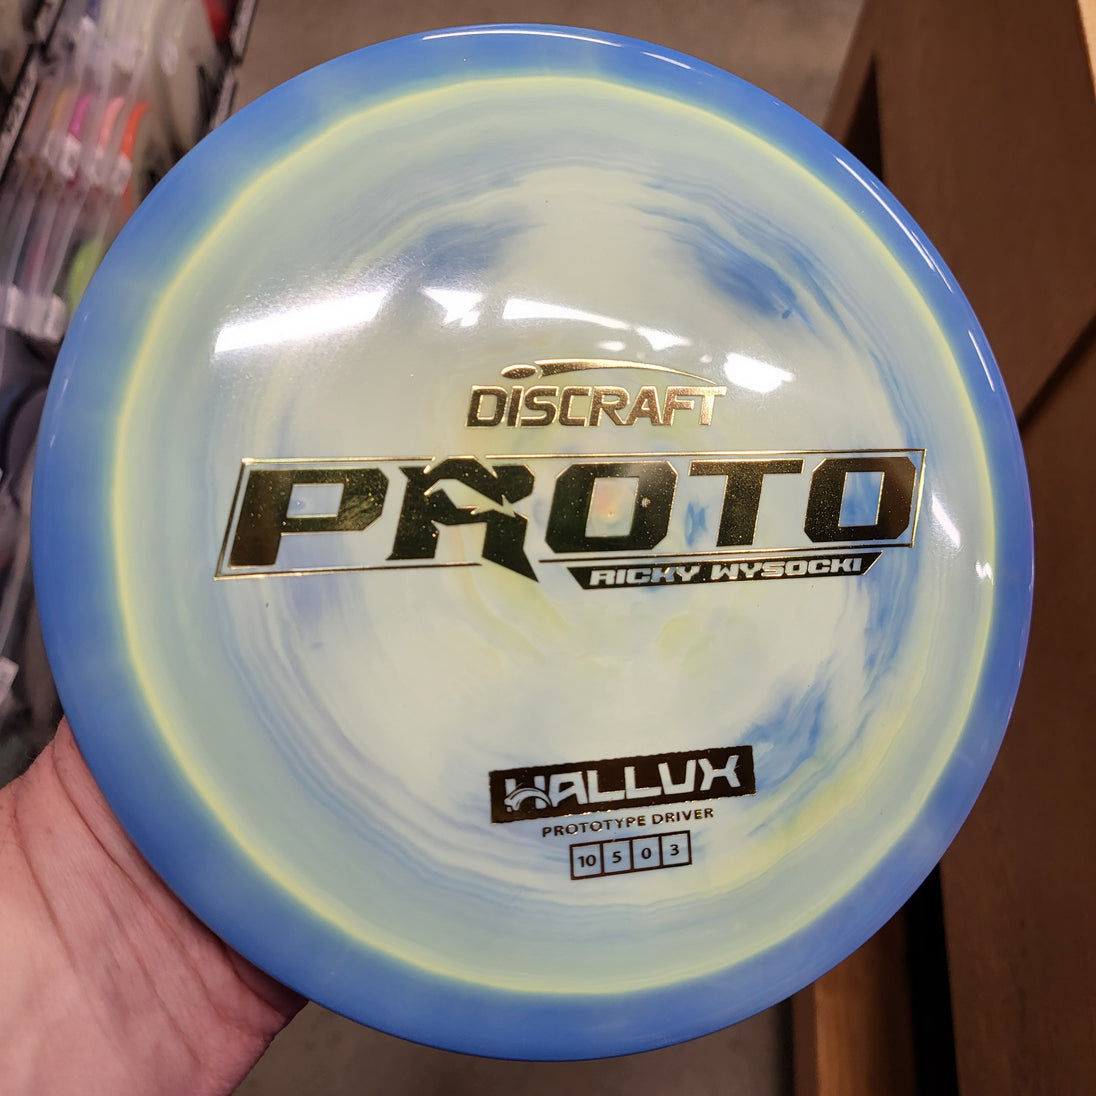 DISCRAFT
PROTO
RICKY WYSOCKI
HALLUX
PROTOTYPE DRIVER
10 5 0 3